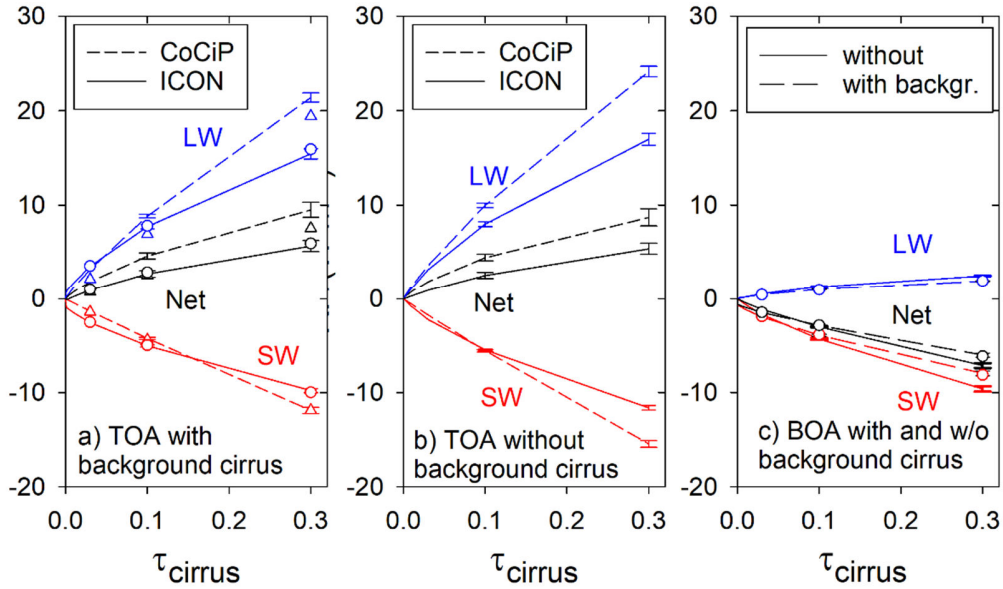 30
20
10
0
-10
-20
CoCiP
ICON
LW
Net
SW
a) TOA with
background cirrus
0.0 0.1 0.2 0.3
τcirrus
30
20
10
0
-10
-20
CoCiP
ICON
LW
Net
SW
b) TOA without
background cirrus
0.0 0.1 0.2 0.3
τcirrus
30
20
10
0
-10
-20
without
with backgr.
LW
Net
SW
c) BOA with and w/o
background cirrus
0.0 0.1 0.2 0.3
τcirrus